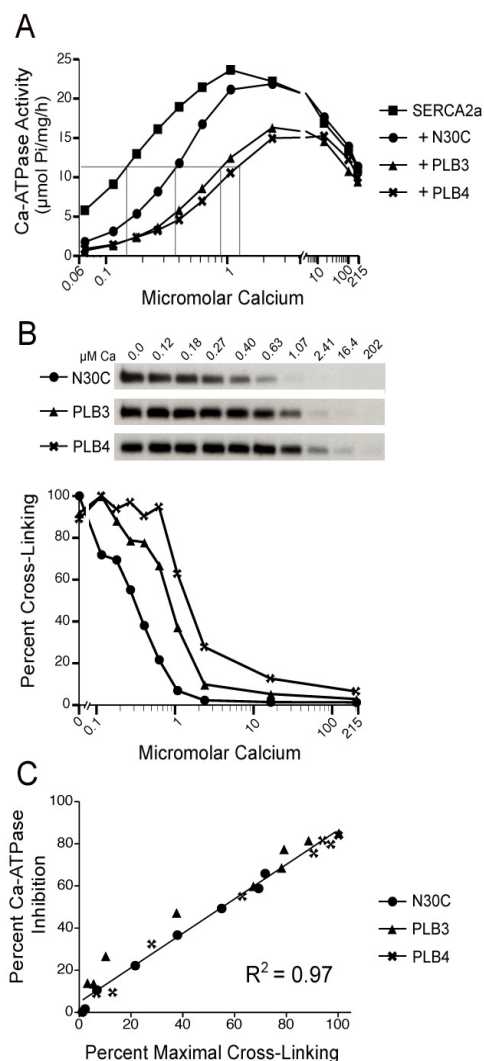 A
Ca-ATPase Activity
(µmol Pi/mg/h)
25
20
15
10
5
0
0.06
0.1
1
10
100
215
Micromolar Calcium
SERCA2a
+ N30C
+ PLB3
+ PLB4
B
µM Ca 0.0 0.12 0.18 0.27 0.40 0.63 1.07 2.41 16.4 202
N30C
PLB3
PLB4
Percent Cross-Linking
100
80
60
40
20
0
0
0.1
1
10
100
215
Micromolar Calcium
C
Percent Ca-ATPase
Inhibition
100
80
60
40
20
0
0 20 40 60 80 100
R² = 0.97
Percent Maximal Cross-Linking
N30C
PLB3
PLB4